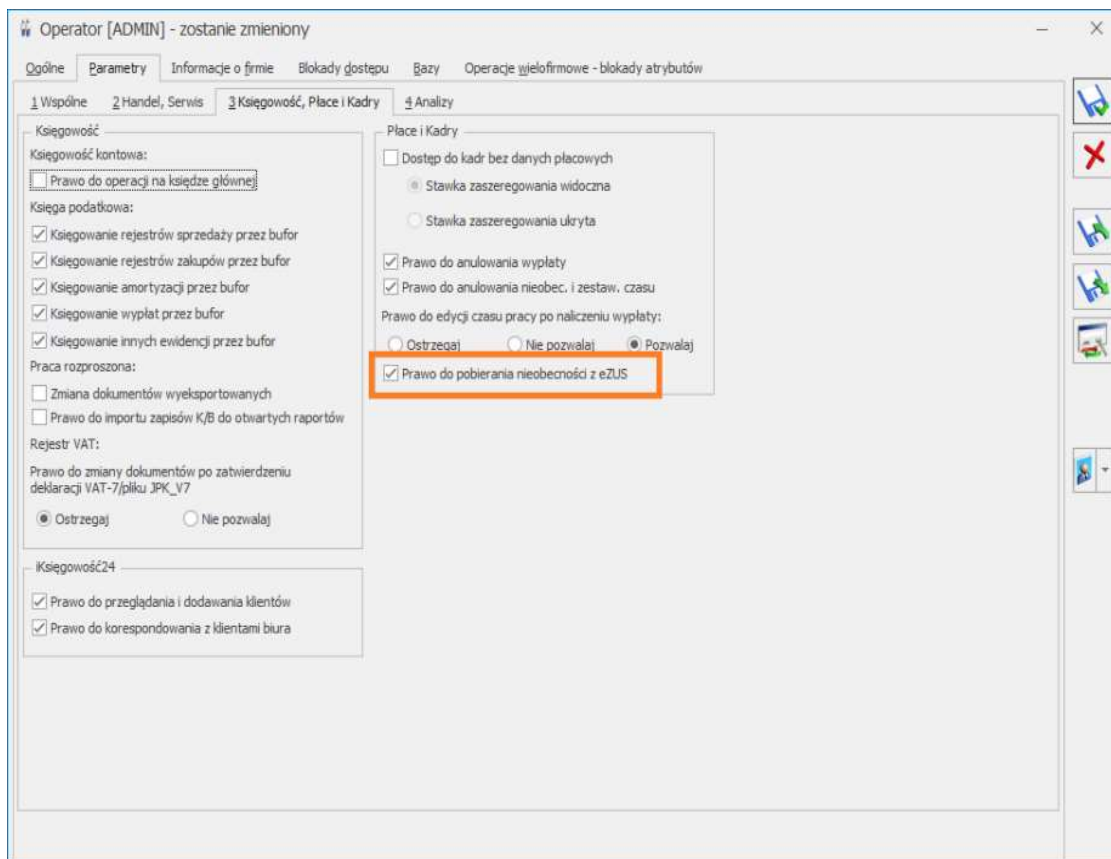 Operator [ADMIN] - zostanie zmieniony
Ogólne Parametry Informacje o firmie Blokady dostępu Bazy Operacje wielofirmowe - blokady atrybutów
1 Wspólne 2 Handel, Serwis 3 Księgowość, Płace i Kadry 4 Analizy
Księgowość
Księgowość kontowa:
Prawo do operacji na księdze głównej
Księga podatkowa:
Księgowanie rejestrów sprzedaży przez bufor
Księgowanie rejestrów zakupów przez bufor
Księgowanie amortyzacji przez bufor
Księgowanie wypłat przez bufor
Księgowanie innych ewidencji przez bufor
Praca rozproszona:
Zmiana dokumentów wyeksportowanych
Prawo do importu zapisów K/B do otwartych raportów
Rejestr VAT:
Prawo do zmiany dokumentów po zatwierdzeniu
deklaracji VAT-7/pliku JPK_V7
Ostrzegaj Nie pozwalaj
iKsięgowość24
Prawo do przeglądania i dodawania klientów
Prawo do korespondowania z klientami biura
Płace i Kadry
Dostęp do kadr bez danych płacowych
Stawka zaszeregowania widoczna
Stawka zaszeregowania ukryta
Prawo do anulowania wypłaty
Prawo do anulowania nieobec. i zestaw. czasu
Prawo do edycji czasu pracy po naliczeniu wypłaty:
Ostrzegaj Nie pozwalaj Pozwalaj
Prawo do pobierania nieobecności z eZUS